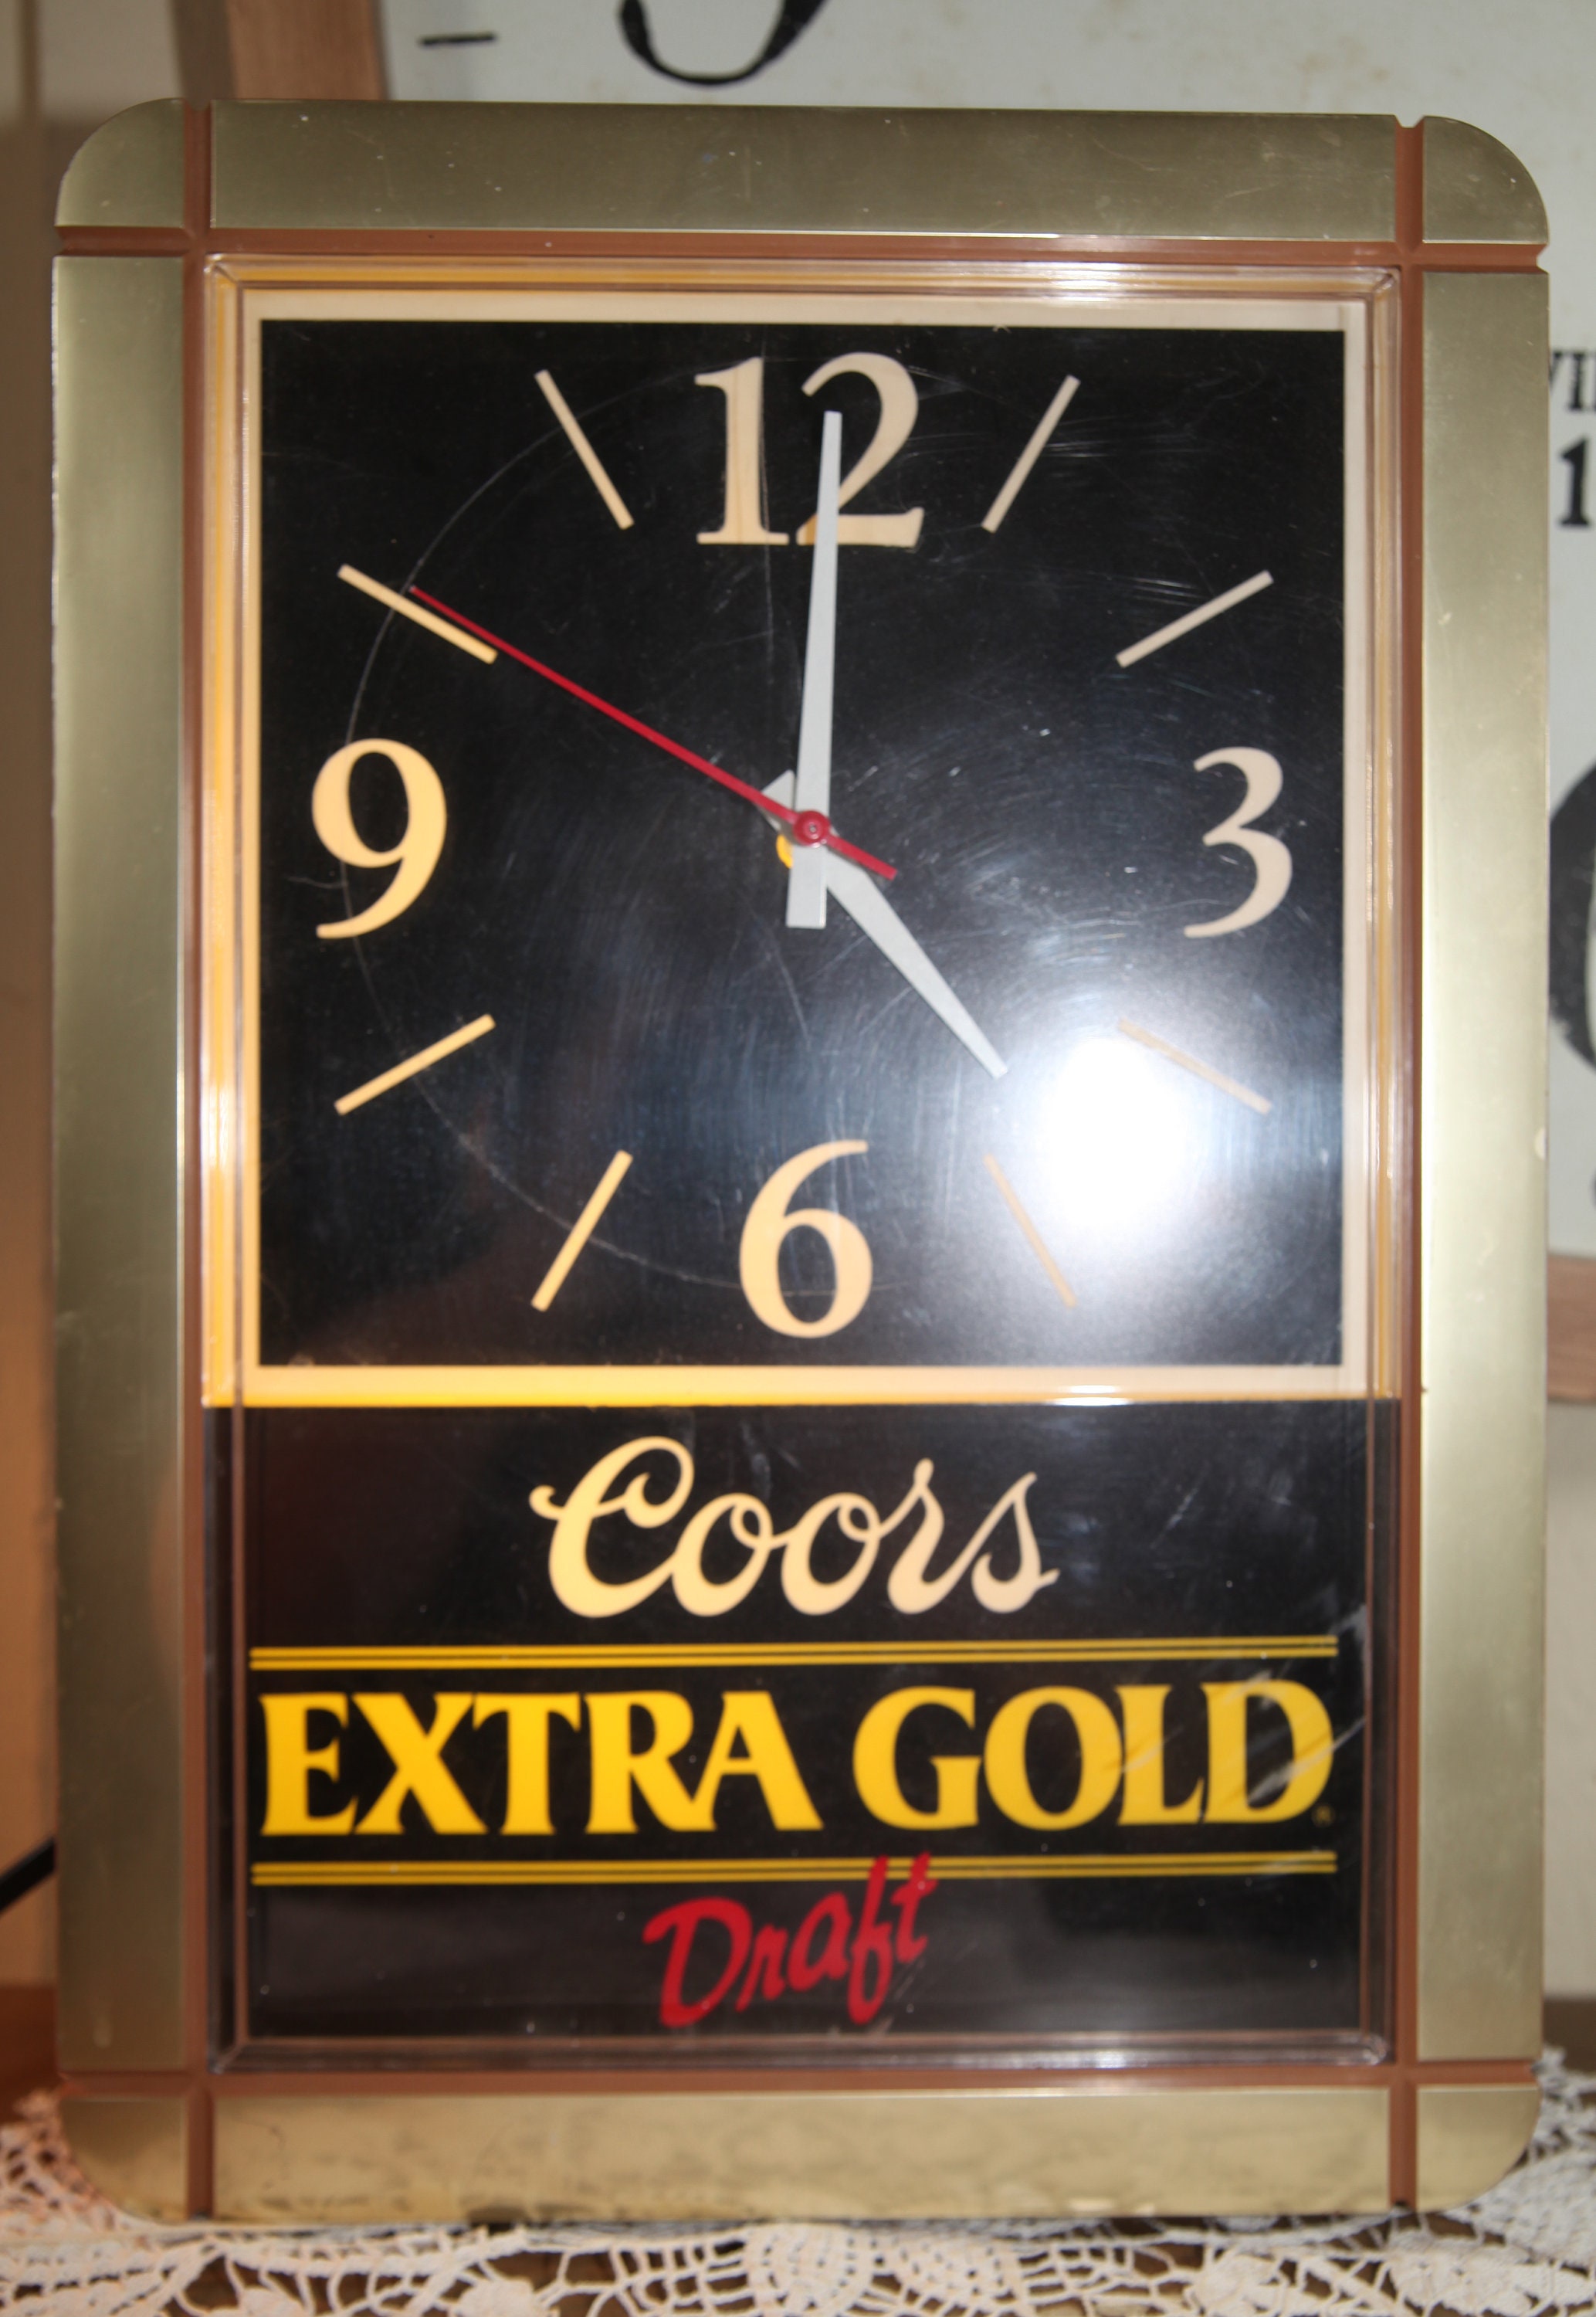 12
9
3
6
Coors
EXTRA GOLD®
Draft